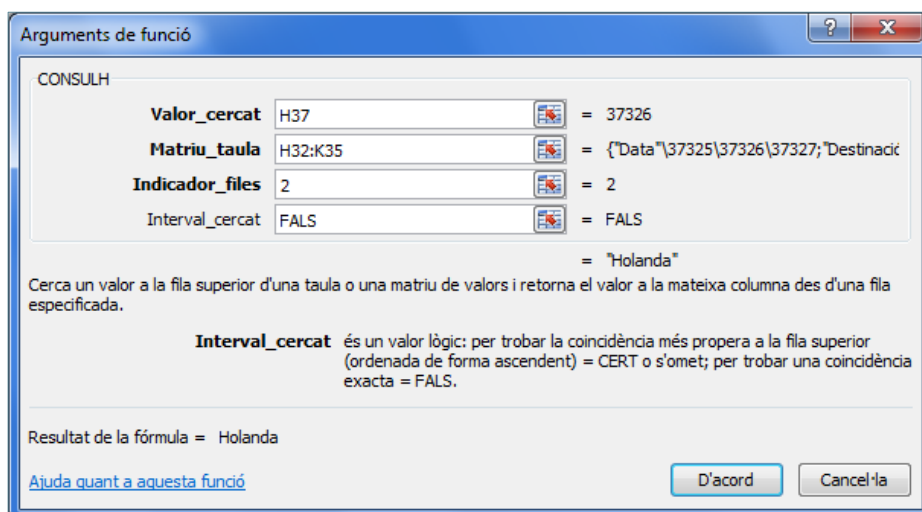 Arguments de funció
CONSULH
Valor_cercat H37 = 37326
Matriu_taula H32:K35 = {"Data"\37325\37326\37327;"Destinació
Indicador_files 2 = 2
Interval_cercat FALS = FALS
= "Holanda"
Cerca un valor a la fila superior d'una taula o una matriu de valors i retorna el valor a la mateixa columna des d'una fila
especificada.
Interval_cercat és un valor lògic: per trobar la coincidència més propera a la fila superior
(ordenada de forma ascendent) = CERT o s'omet; per trobar una coincidència
exacta = FALS.
Resultat de la fórmula = Holanda
Ajuda quant a aquesta funció D'acord Cancel·la